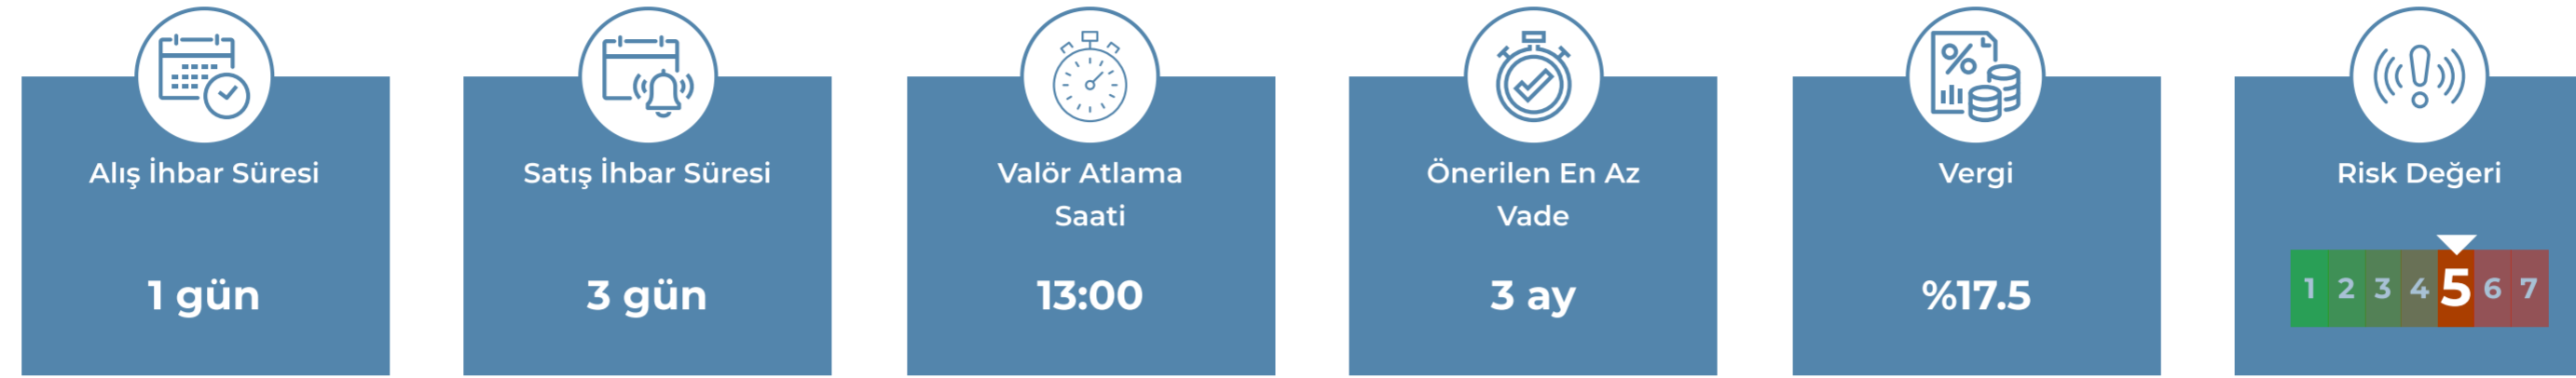 Alış İhbar Süresi
1 gün
Satış İhbar Süresi
3 gün
Valör Atlama
Saati
13:00
Önerilen En Az
Vade
3 ay
Vergi
%17.5
Risk Değeri
1 2 3 4 5 6 7